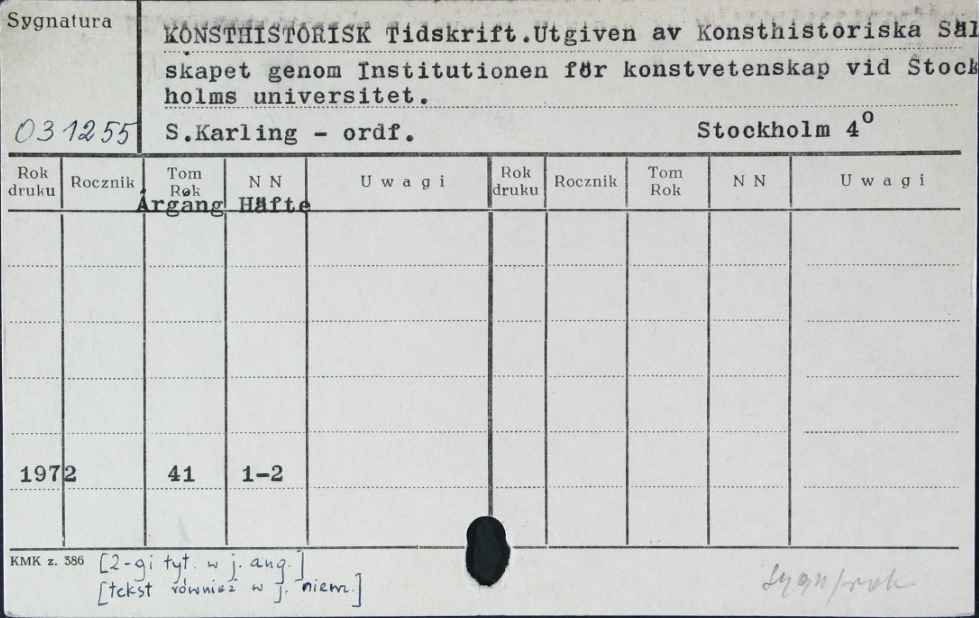 Sygnatura
KONSTHISTORISK Tidskrift.Utgiven av Konsthistoriska Säl
skapet genom Institutionen för konstvetenskap vid Stock
holms universitet.
031255
S.Karling - ordf. Stockholm 4°
Rok druku Rocznik Tom Rok N N U w a g i Rok druku Rocznik Tom Rok N N U w a g i
Årgang Häfte
1972 41 1-2
KMK z. 386 [2-gi tyt. w j. ang.]
[tekst również w j. niem.]